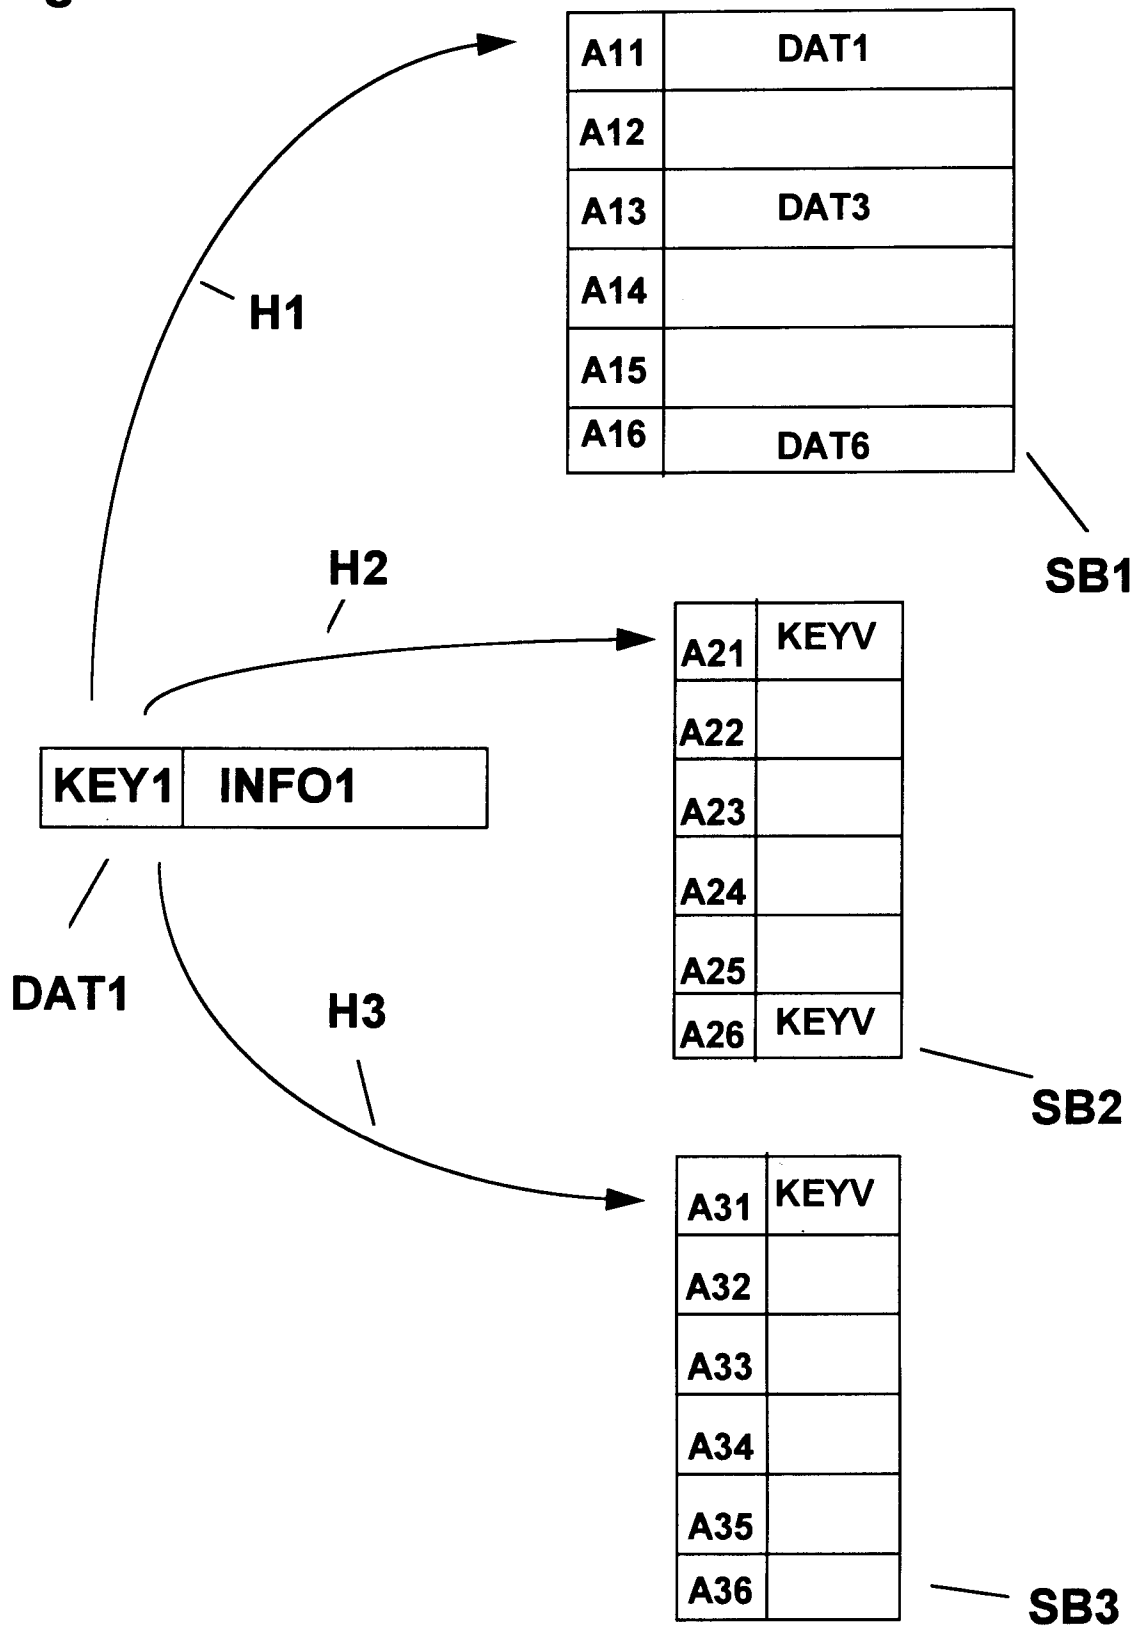 A11 DAT1
A12
A13 DAT3
A14
A15
A16 DAT6
SB1
H1
H2
A21 KEYV
A22
A23
A24
A25
A26 KEYV
SB2
KEY1 INFO1
DAT1
H3
A31 KEYV
A32
A33
A34
A35
A36
SB3